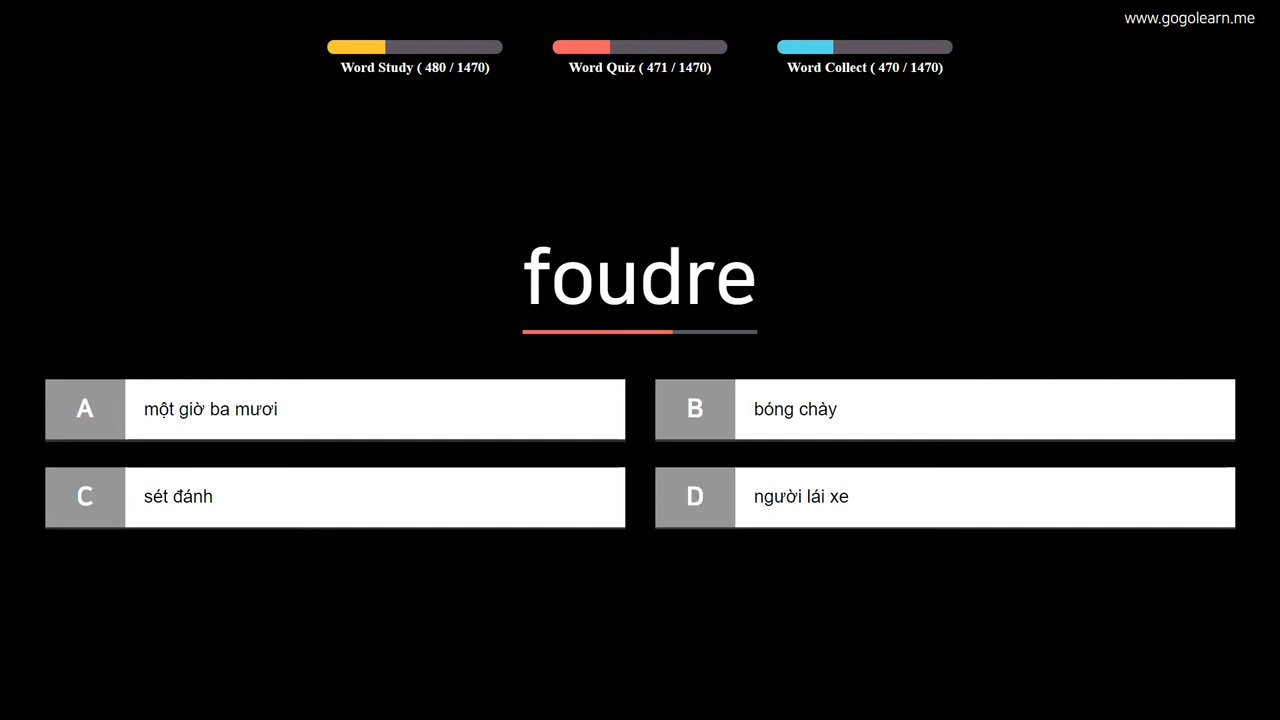 www.gogolearn.me
Word Study ( 480 / 1470)
Word Quiz ( 471 / 1470)
Word Collect ( 470 / 1470)
foudre
A một giờ ba mươi
B bóng chày
C sét đánh
D người lái xe